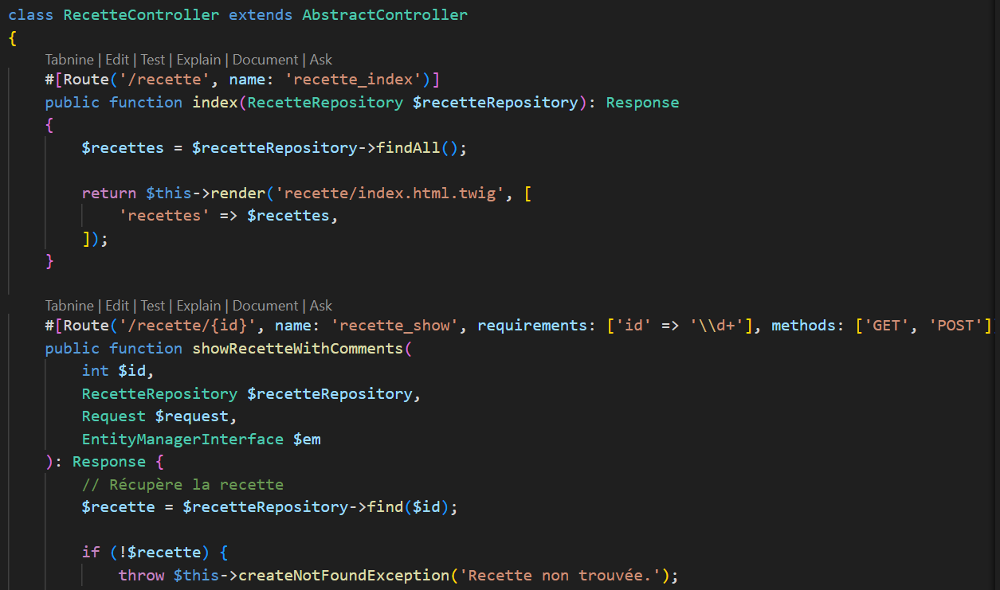 class RecetteController extends AbstractController
{
Tabnine | Edit | Test | Explain | Document | Ask
#[Route('/recette', name: 'recette_index')]
public function index(RecetteRepository $recetteRepository): Response
{
$recettes = $recetteRepository->findAll();
return $this->render('recette/index.html.twig', [
'recettes' => $recettes,
]);
}
Tabnine | Edit | Test | Explain | Document | Ask
#[Route('/recette/{id}', name: 'recette_show', requirements: ['id' => '\\d+'], methods: ['GET', 'POST']
public function showRecetteWithComments(
int $id,
RecetteRepository $recetteRepository,
Request $request,
EntityManagerInterface $em
): Response {
// Récupère la recette
$recette = $recetteRepository->find($id);
if (!$recette) {
throw $this->createNotFoundException('Recette non trouvée.');